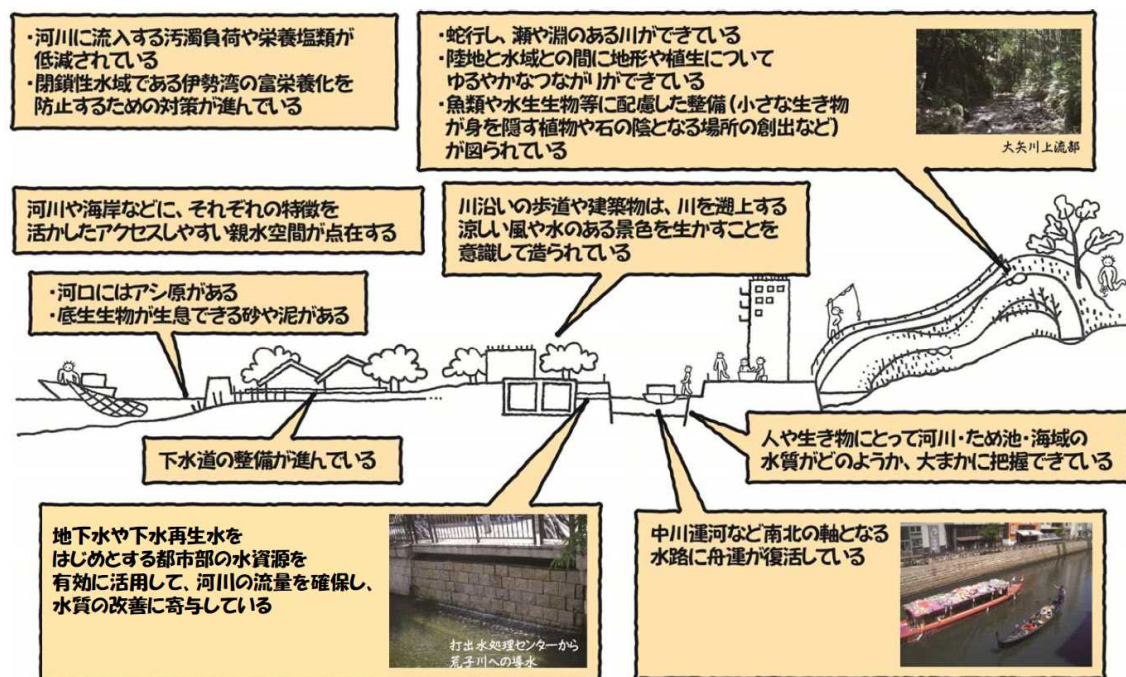 ・河川に流入する汚濁負荷や栄養塩類が
低減されている
・閉鎖性水域である伊勢湾の富栄養化を
防止するための対策が進んでいる
・蛇行し、瀬や淵のある川ができている
・陸地と水域との間に地形や植生について
ゆるやかなつながりができている
・魚類や水生生物等に配慮した整備(小さな生き物
が身を隠す植物や石の陰となる場所の創出など)
が図られている
大矢川上流部
河川や海岸などに、それぞれの特徴を
活かしたアクセスしやすい親水空間が点在する
川沿いの歩道や建築物は、川を遡上する
涼しい風や水のある景色を生かすことを
意識して造られている
・河口にはアシ原がある
・底生生物が生息できる砂や泥がある
下水道の整備が進んでいる
人や生き物にとって河川・ため池・海域の
水質がどのようか、大まかに把握できている
地下水や下水再生水を
はじめとする都市部の水資源を
有効に活用して、河川の流量を確保し、
水質の改善に寄与している
打出水処理センターから
荒子川への導水
中川運河など南北の軸となる
水路に舟運が復活している